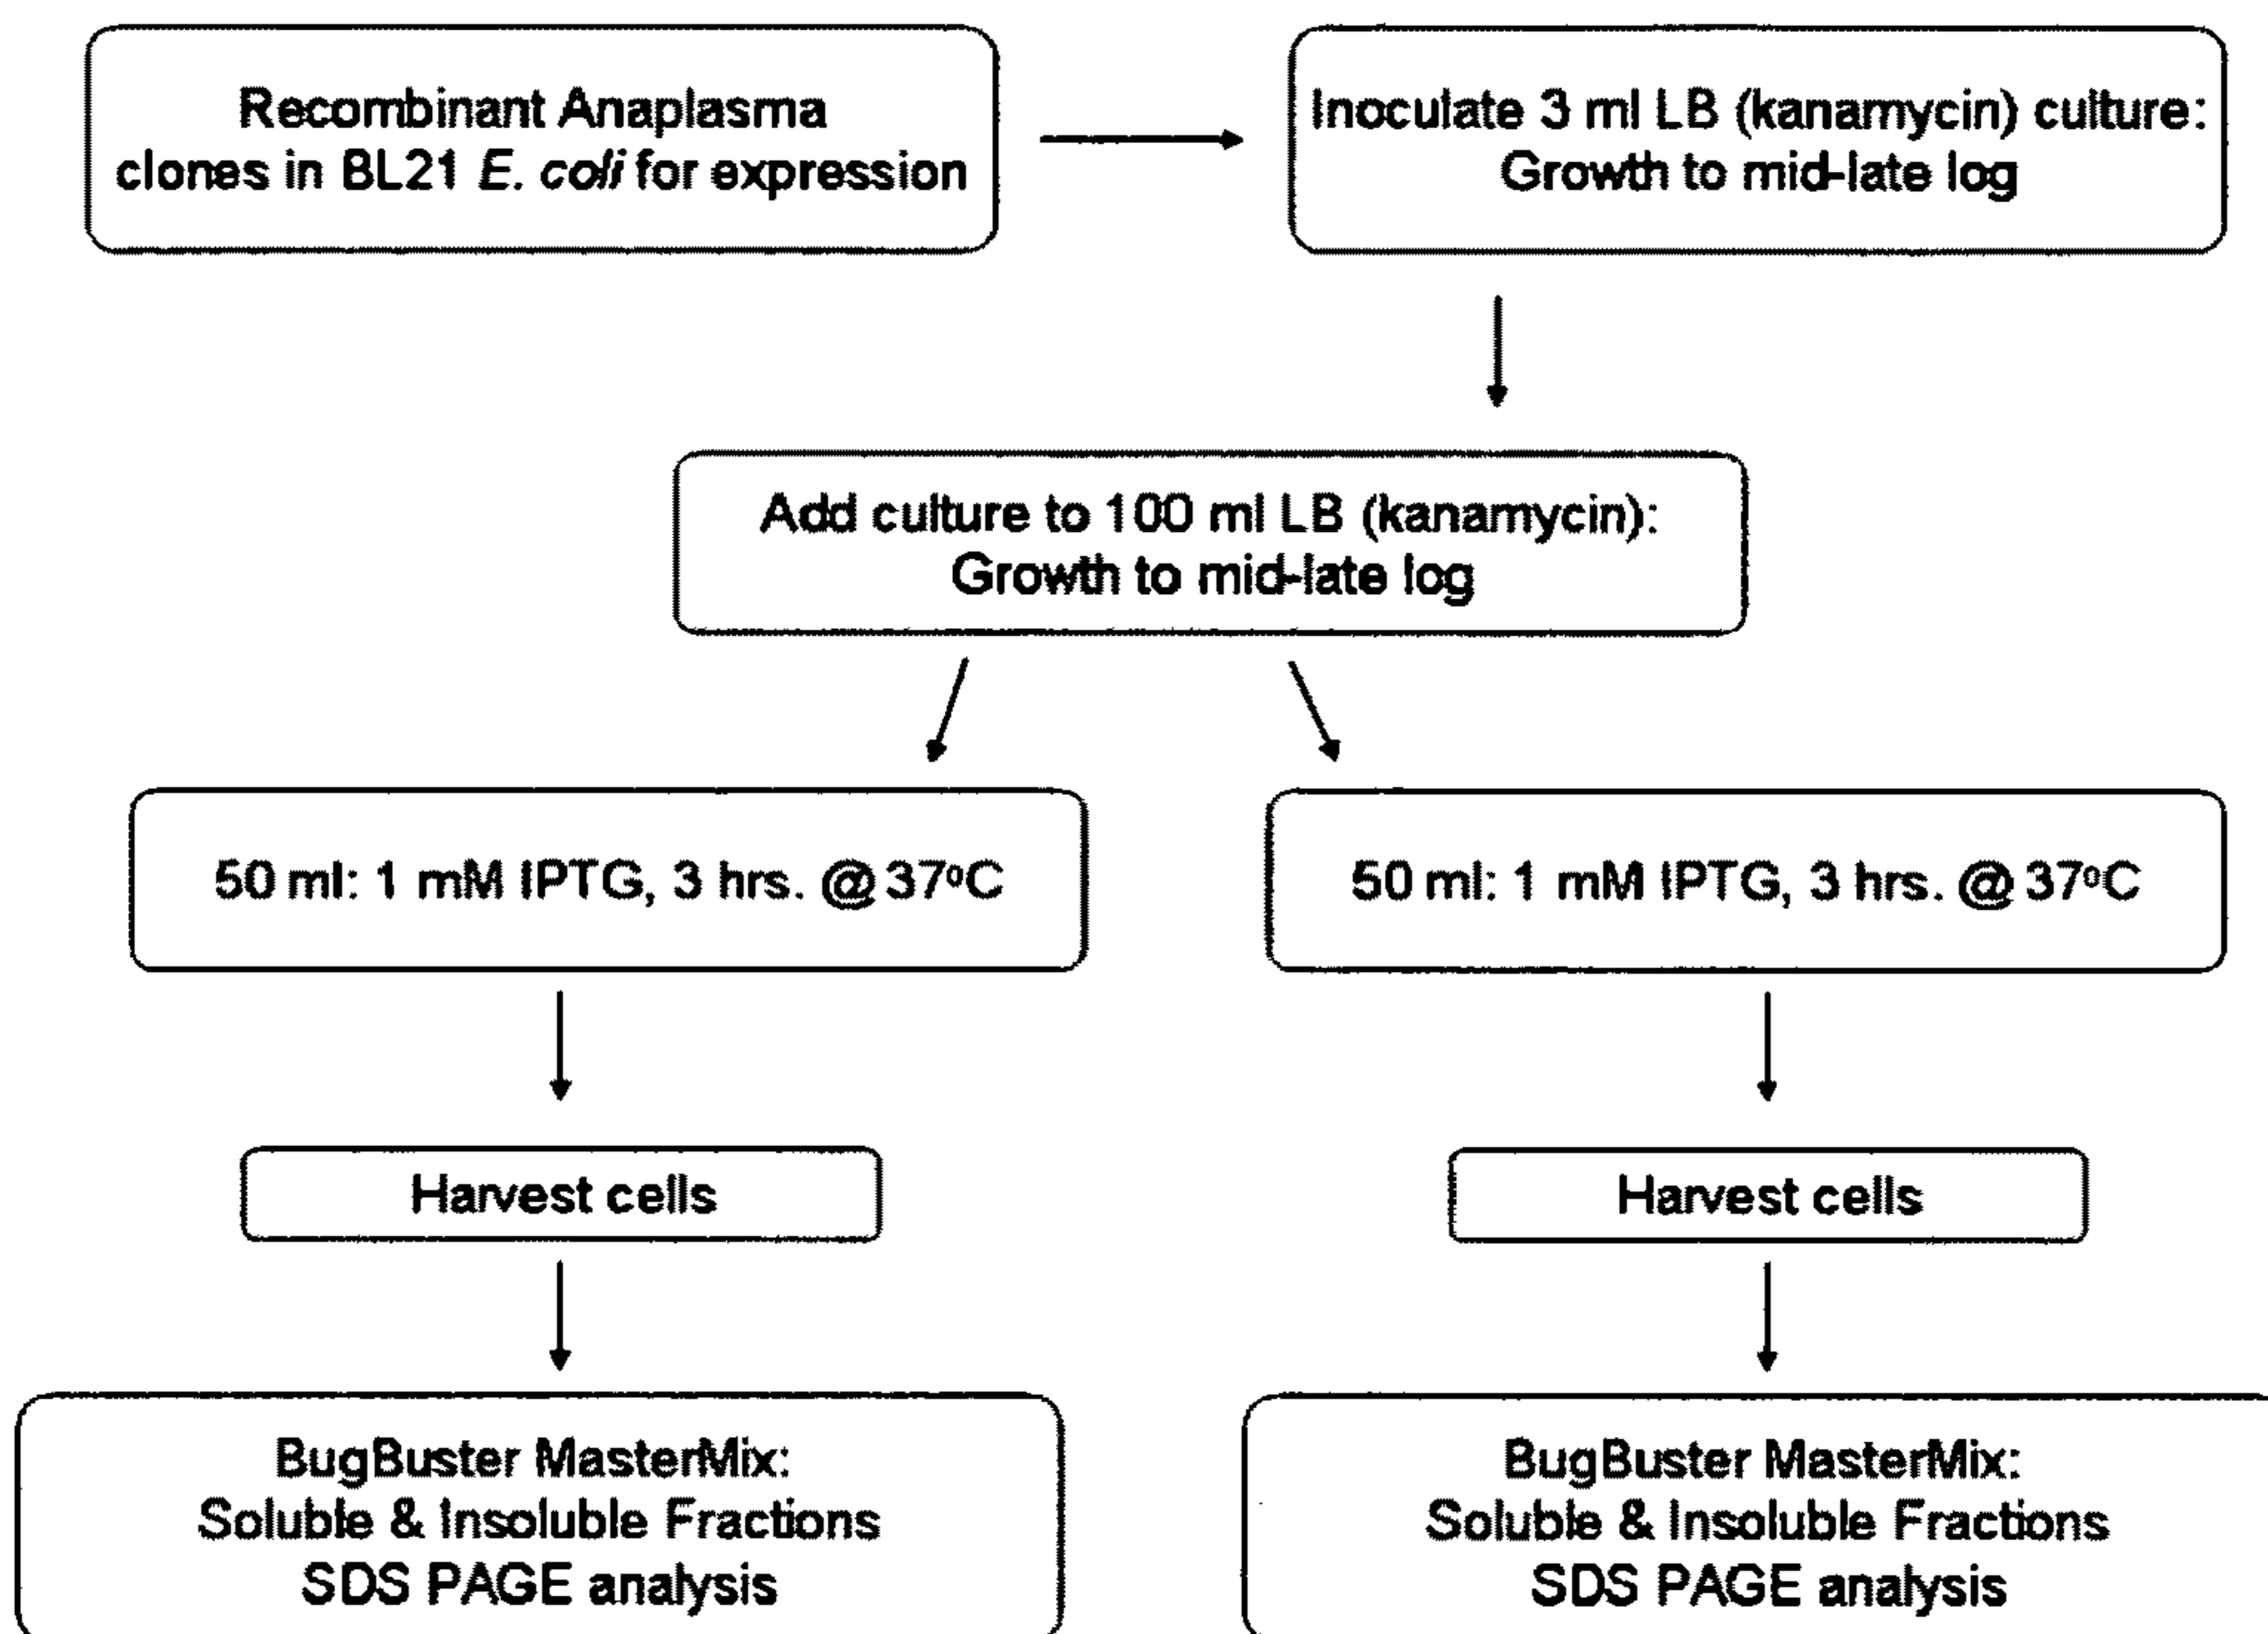 Recombinant Anaplasma
clones in BL21 E. coli for expression
Inoculate 3 ml LB (kanamycin) culture:
Growth to mid-late log
Add culture to 100 ml LB (kanamycin):
Growth to mid-late log
50 ml: 1 mM IPTG, 3 hrs. @ 37ºC
50 ml: 1 mM IPTG, 3 hrs. @ 37ºC
Harvest cells
Harvest cells
BugBuster MasterMix:
Soluble & Insoluble Fractions
SDS PAGE analysis
BugBuster MasterMix:
Soluble & Insoluble Fractions
SDS PAGE analysis